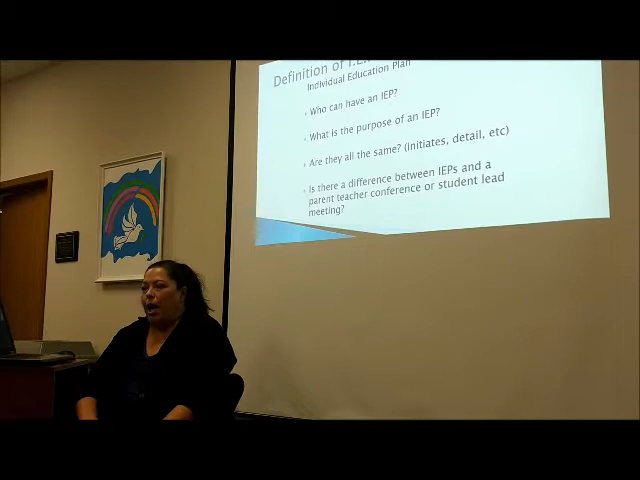 Definition of I.E.
Individual Education Plan
Who can have an IEP?
What is the purpose of an IEP?
Are they all the same? (Initiates, detail, etc)
Is there a difference between IEPs and a
parent teacher conference or student lead
meeting?